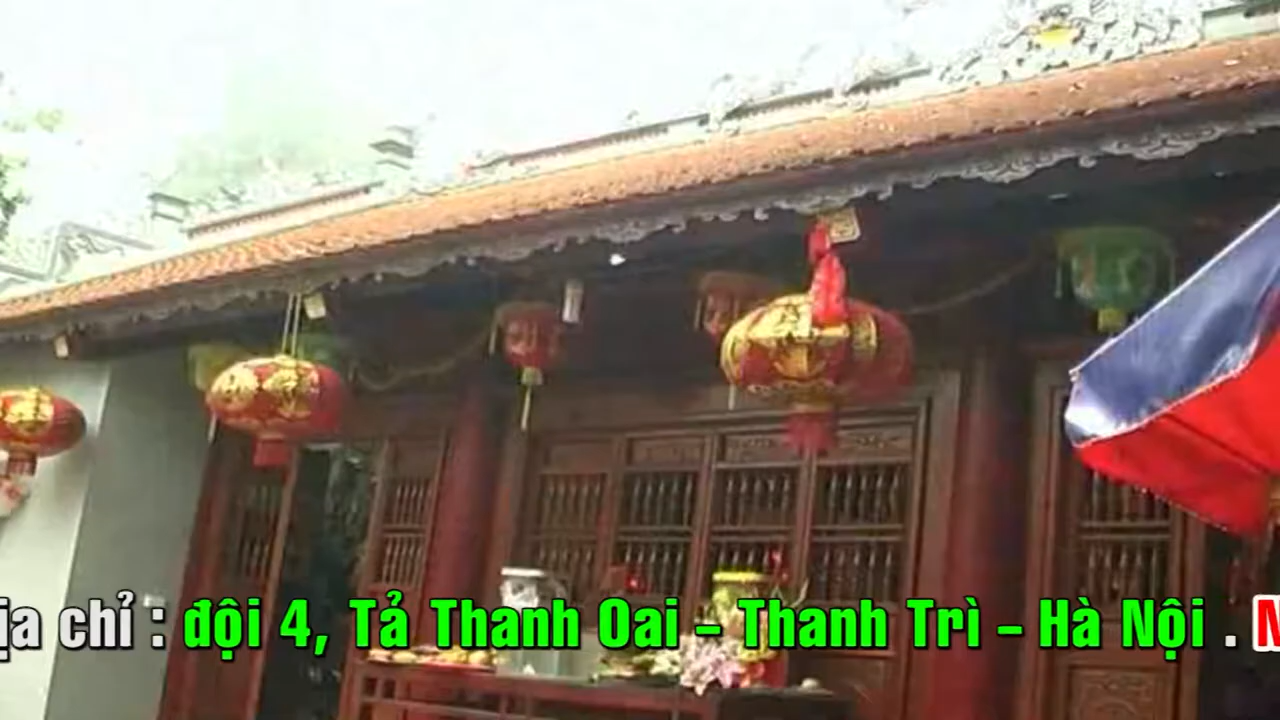 ịa chỉ : đội 4, Tả Thanh Oai - Thanh Trì - Hà Nội .